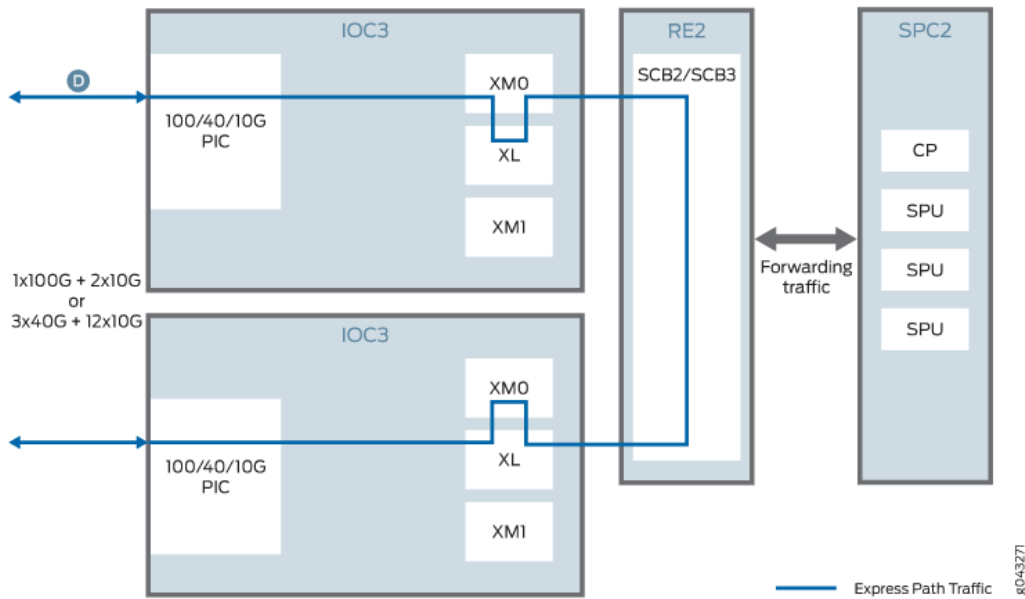 IOC3
XM0
XL
XM1
D
100/40/10G
PIC
1x100G + 2x10G
or
3x40G + 12x10G
IOC3
XM0
XL
XM1
100/40/10G
PIC
RE2
SCB2/SCB3
Forwarding
traffic
SPC2
CP
SPU
SPU
SPU
Express Path Traffic
g043271